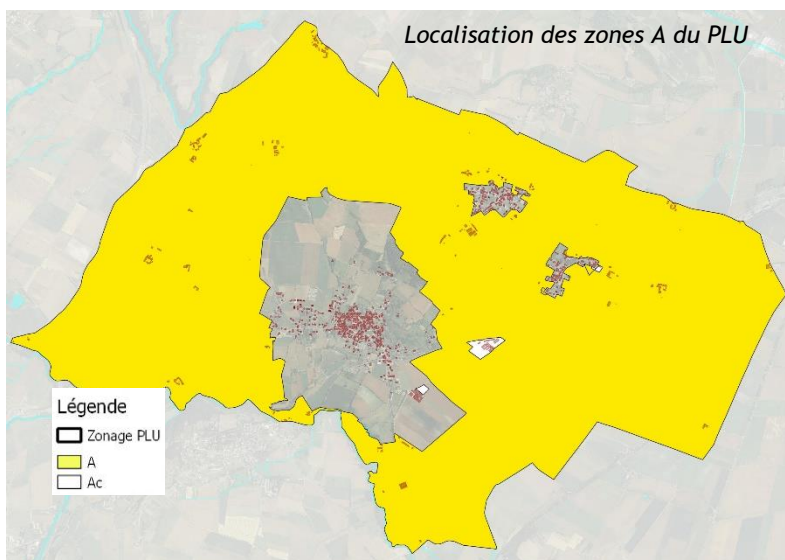 Localisation des zones A du PLU
Légende
Zonage PLU
A
Ac